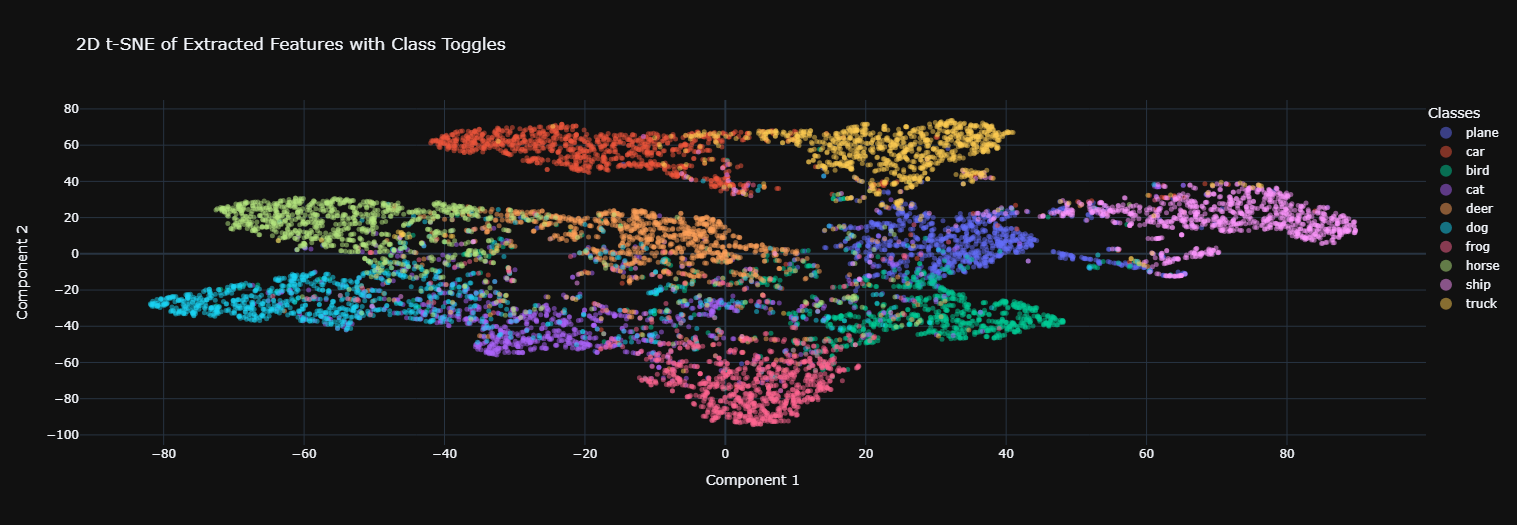 2D t-SNE of Extracted Features with Class Toggles
Classes
plane
car
bird
cat
deer
dog
frog
horse
ship
truck
Component 2
80
60
40
20
0
−20
−40
−60
−80
−100
−80
−60
−40
−20
0
20
40
60
80
Component 1